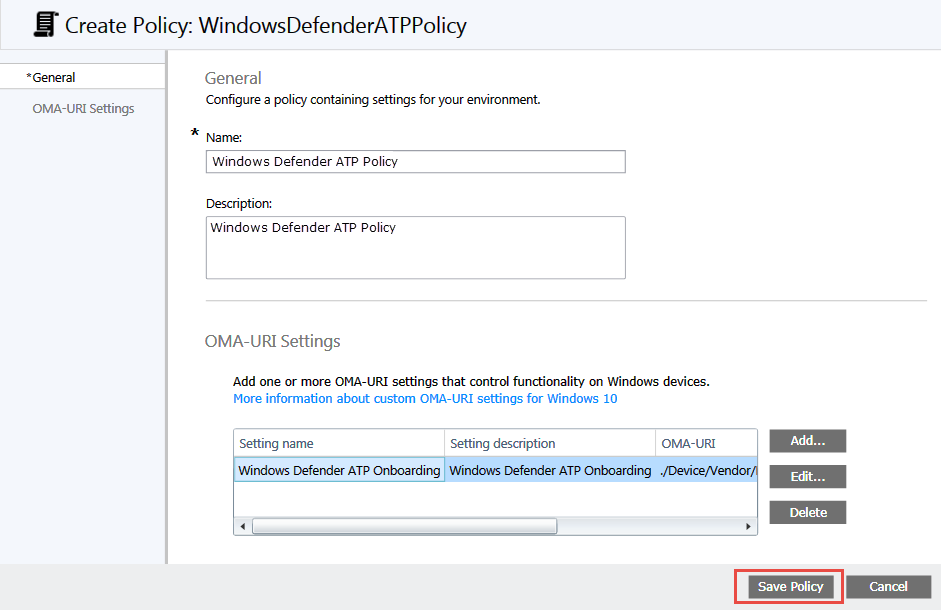 Create Policy: WindowsDefenderATPPolicy
*General
OMA-URI Settings
General
Configure a policy containing settings for your environment.
* Name:
Windows Defender ATP Policy
Description:
Windows Defender ATP Policy
OMA-URI Settings
Add one or more OMA-URI settings that control functionality on Windows devices.
More information about custom OMA-URI settings for Windows 10
Setting name Setting description OMA-URI
Windows Defender ATP Onboarding Windows Defender ATP Onboarding ./Device/Vendor/
Add...
Edit...
Delete
Save Policy Cancel